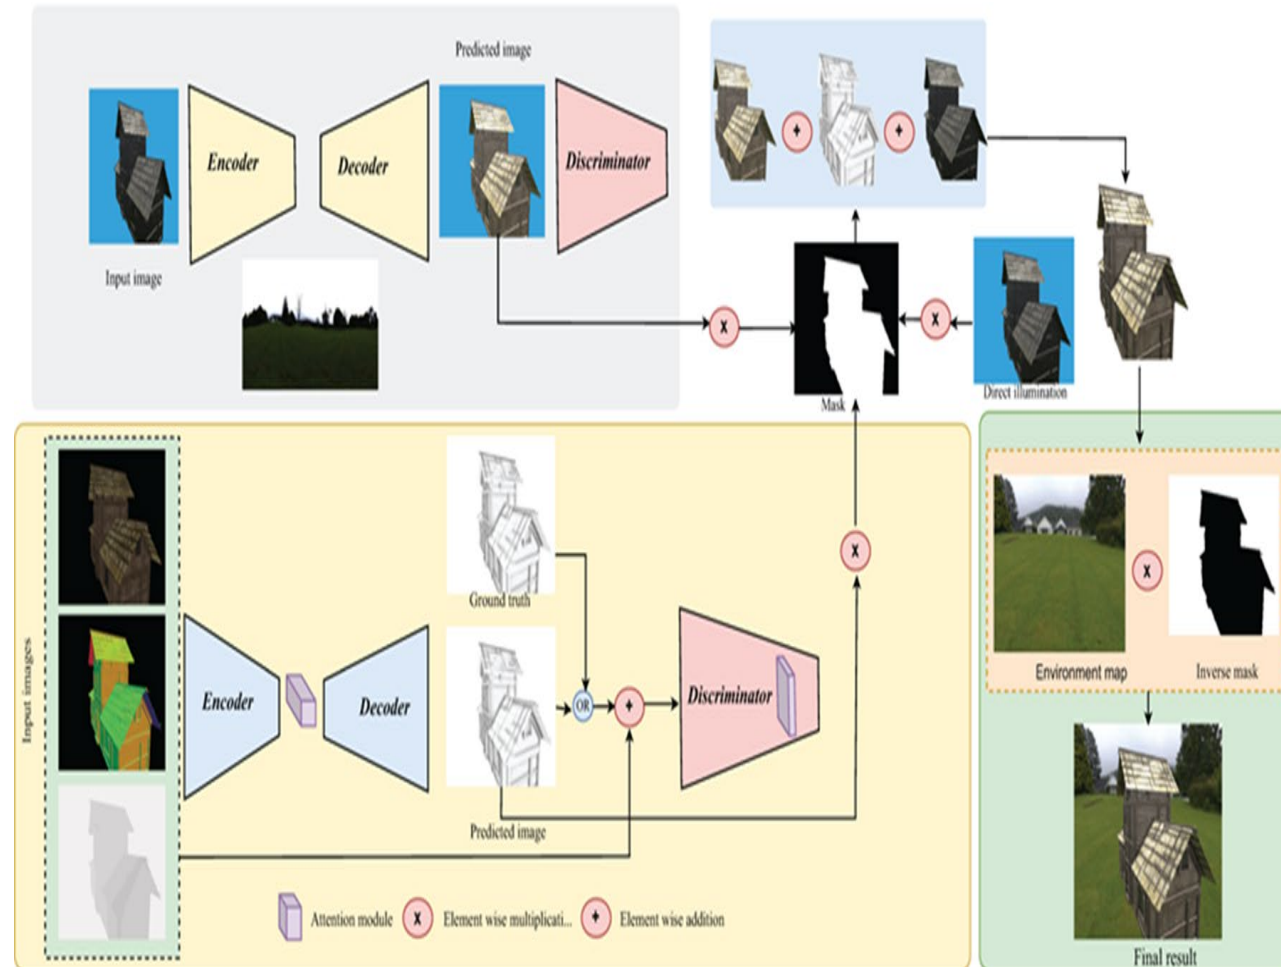 Predicted image
Encoder
Decoder
Discriminator
Input image
Mask
Direct illumination
Input images
Ground truth
Encoder
Decoder
OR
Discriminator
Predicted image
Environment map
Inverse mask
Attention module
Element wise multiplicati...
Element wise addition
Final result
+
+
x
x
x
x
+
x
+